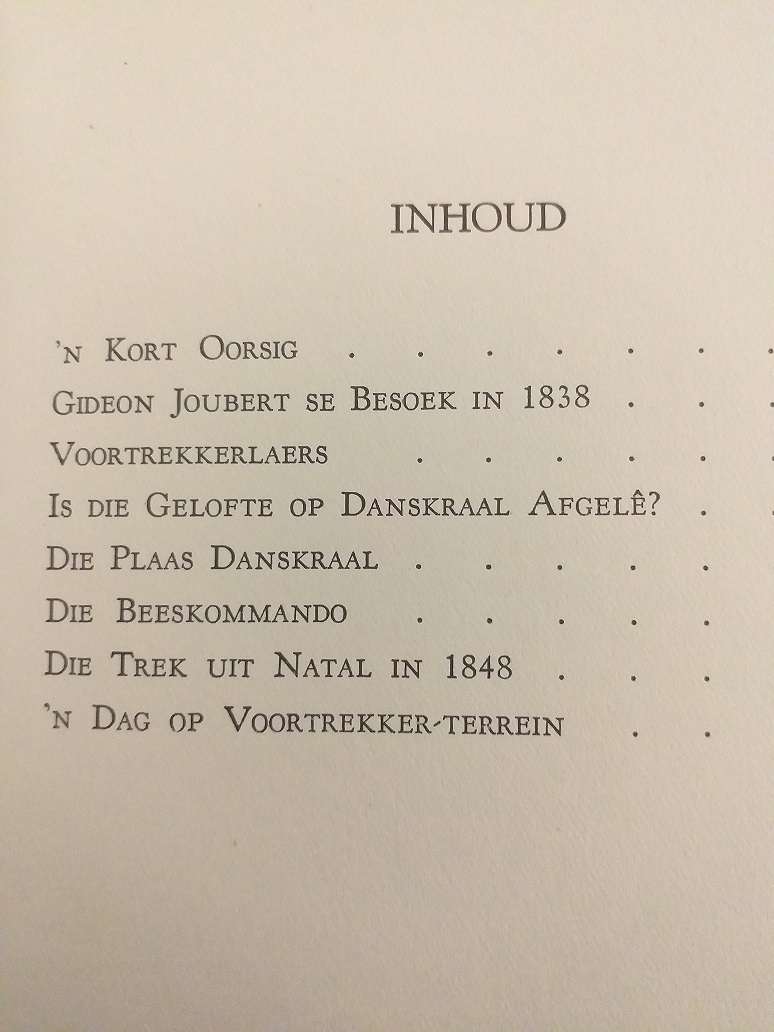 INHOUD
'N KORT OORSIG . . . . . . .
GIDEON JOUBERT SE BESOEK IN 1838 . . .
VOORTREKKERLAERS . . . . . .
IS DIE GELOFTE OP DANSKRAAL AFGELÊ? . .
DIE PLAAS DANSKRAAL . . . . .
DIE BEESKOMMANDO . . . . .
DIE TREK UIT NATAL IN 1848 . . .
'N DAG OP VOORTREKKER-TERREIN . .